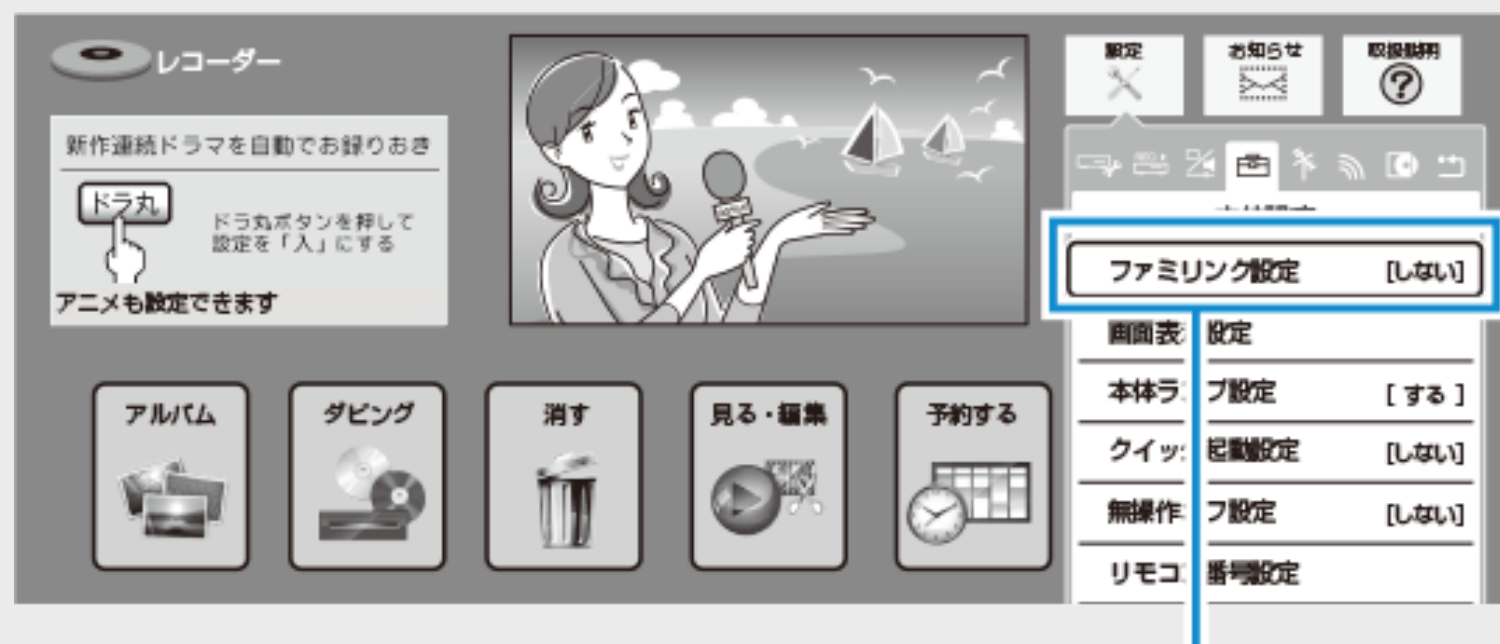 レコーダー
設定
お知らせ
取扱説明
新作連続ドラマを自動でお録りおき
ドラ丸
ドラ丸ボタンを押して
設定を「入」にする
アニメも設定できます
ファミリンク設定 [しない]
画面表 設定
本体ラ プ設定 [する]
クイッ 起動設定 [しない]
無操作 フ設定 [しない]
リモコ 番号設定
アルバム
ダビング
消す
見る・編集
予約する